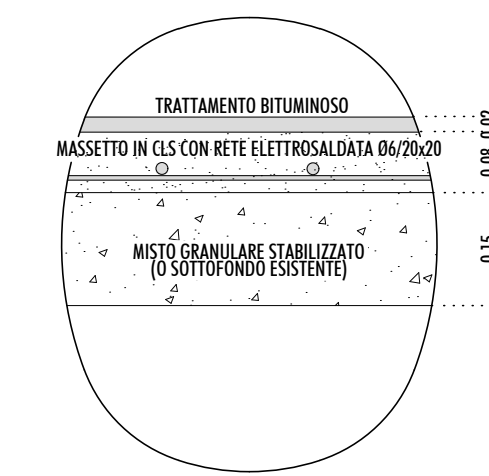 TRATTAMENTO BITUMINOSO
0.02
MASSETTO IN CLS CON RETE ELETTROSALDATA Ø6/20x20
0.08
MISTO GRANULARE STABILIZZATO
(O SOTTOFONDO ESISTENTE)
0.15